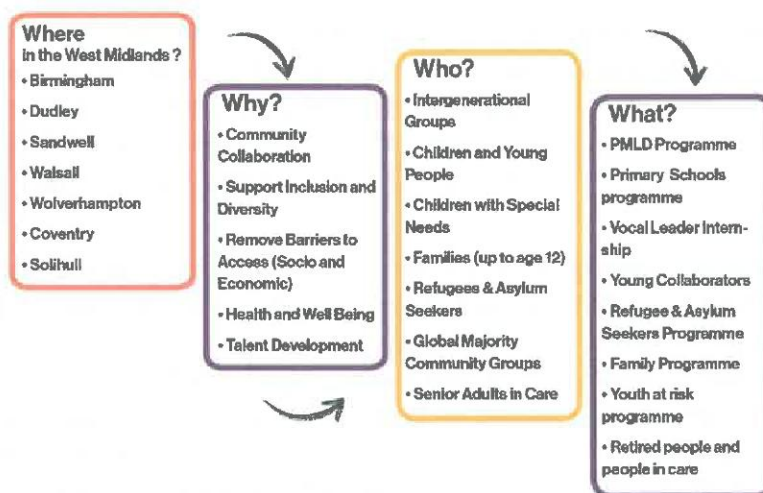 Where
in the West Midlands ?
• Birmingham
• Dudley
• Sandwell
• Walsall
• Wolverhampton
• Coventry
• Solihull
Why?
• Community
Collaboration
• Support Inclusion and
Diversity
• Remove Barriers to
Access (Socio and
Economic)
• Health and Well Being
• Talent Development
Who?
• Intergenerational
Groups
• Children and Young
People
• Children with Special
Needs
• Families (up to age 12)
• Refugees & Asylum
Seekers
• Global Majority
Community Groups
• Senior Adults in Care
What?
• PMLD Programme
• Primary Schools
programme
• Vocal Leader Intern-
ship
• Young Collaborators
• Refugee & Asylum
Seekers Programme
• Family Programme
• Youth at risk
programme
• Retired people and
people in care